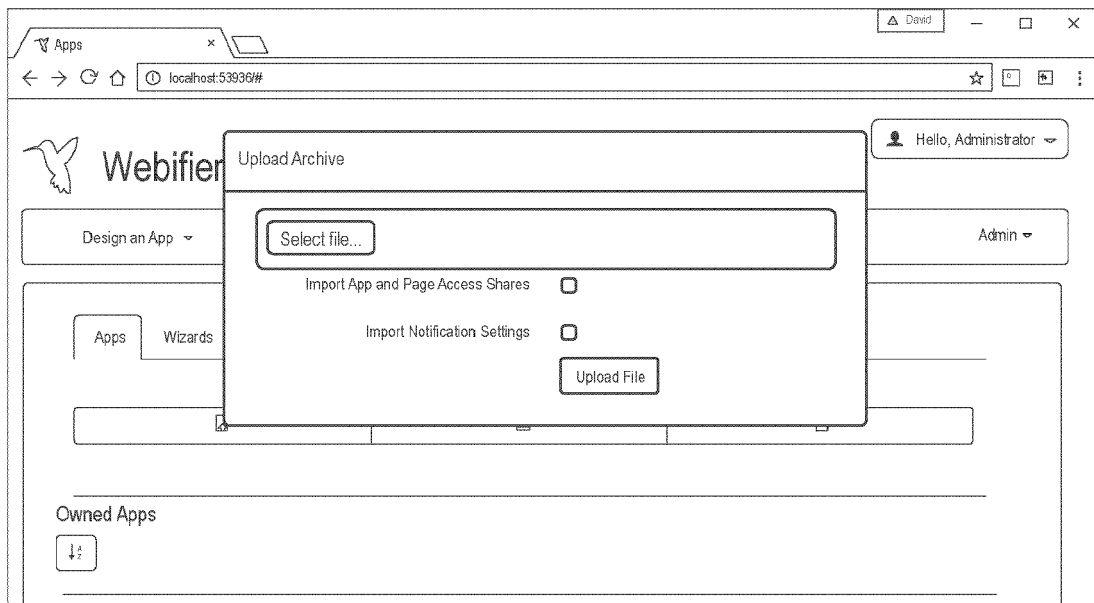 David
Apps
localhost:53936/#
Webifier
Upload Archive
Hello, Administrator
Design an App
Select file...
Admin
Import App and Page Access Shares
Apps Wizards
Import Notification Settings
Upload File
Owned Apps
A
Z